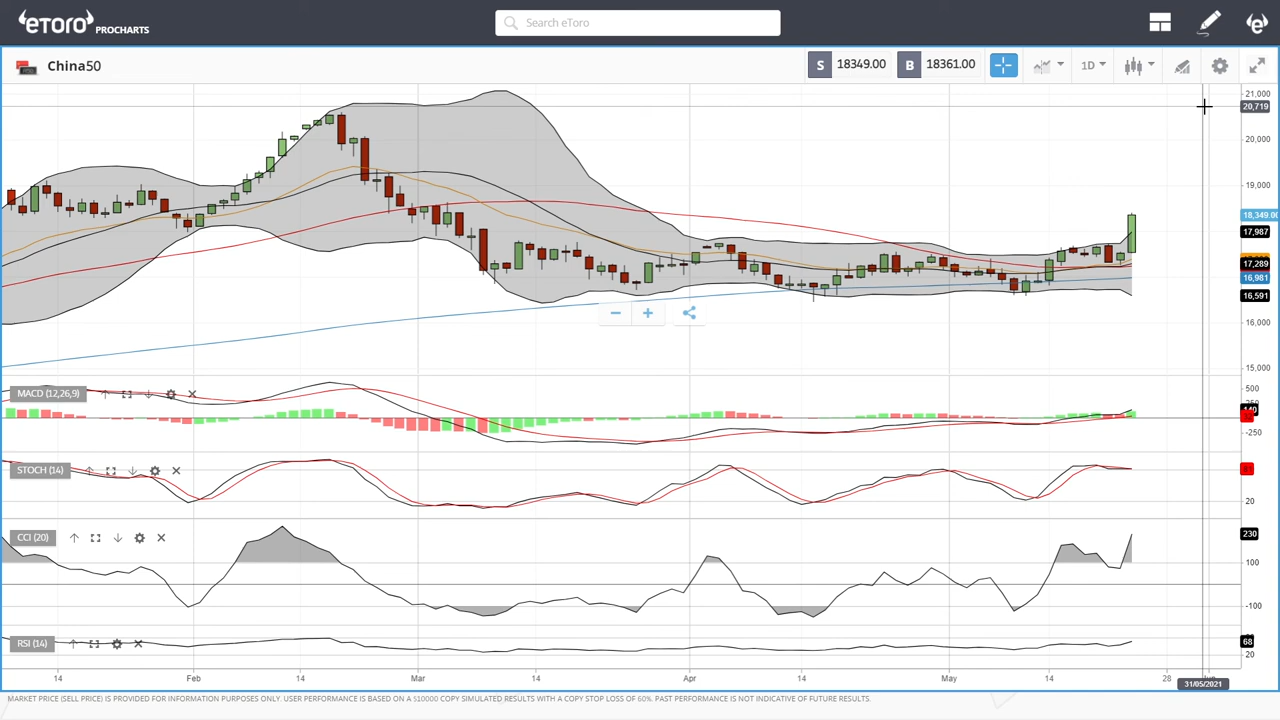 eToro PROCHARTS
Search eToro
China50
S 18349.00 B 18361.00
1D
21,000
20,719
20,000
19,000
18,349.00
17,987
17,289
16,981
16,591
16,000
15,000
MACD (12,26,9)
500
-250
STOCH (14)
20
CCI (20)
230
100
-100
RSI (14)
68
20
14 Feb 14 Mar 14 Apr 14 May 14 28
31/05/2021
MARKET PRICE (SELL PRICE) IS PROVIDED FOR INFORMATION PURPOSES ONLY. USER PERFORMANCE IS BASED ON A $10000 COPY SIMULATED RESULTS WITH A COPY STOP LOSS OF 60%. PAST PERFORMANCE IS NOT INDICATIVE OF FUTURE RESULTS.